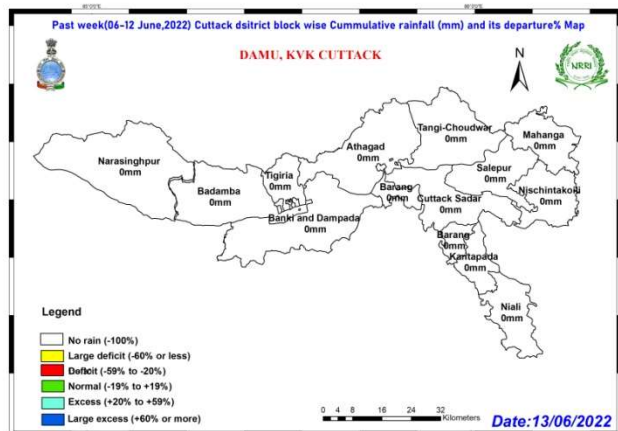 Past week(06-12 June,2022) Cuttack dsitrict block wise Cummulative rainfall (mm) and its departure% Map
DAMU, KVK CUTTACK
N
NRRI
Narasinghpur
0mm
Badamba
0mm
Tigiria
0mm
Banki and Dampada
0mm
Athagad
0mm
Barang
0mm
Tangi-Choudwar
0mm
Cuttack Sadar
0mm
Salepur
0mm
Mahanga
0mm
Nischintakoili
0mm
Barang
0mm
Kantapada
0mm
Niali
0mm
Legend
No rain (-100%)
Large deficit (-60% or less)
Deficit (-59% to -20%)
Normal (-19% to +19%)
Excess (+20% to +59%)
Large excess (+60% or more)
0 4 8 16 24 32
Kilometers
Date:13/06/2022